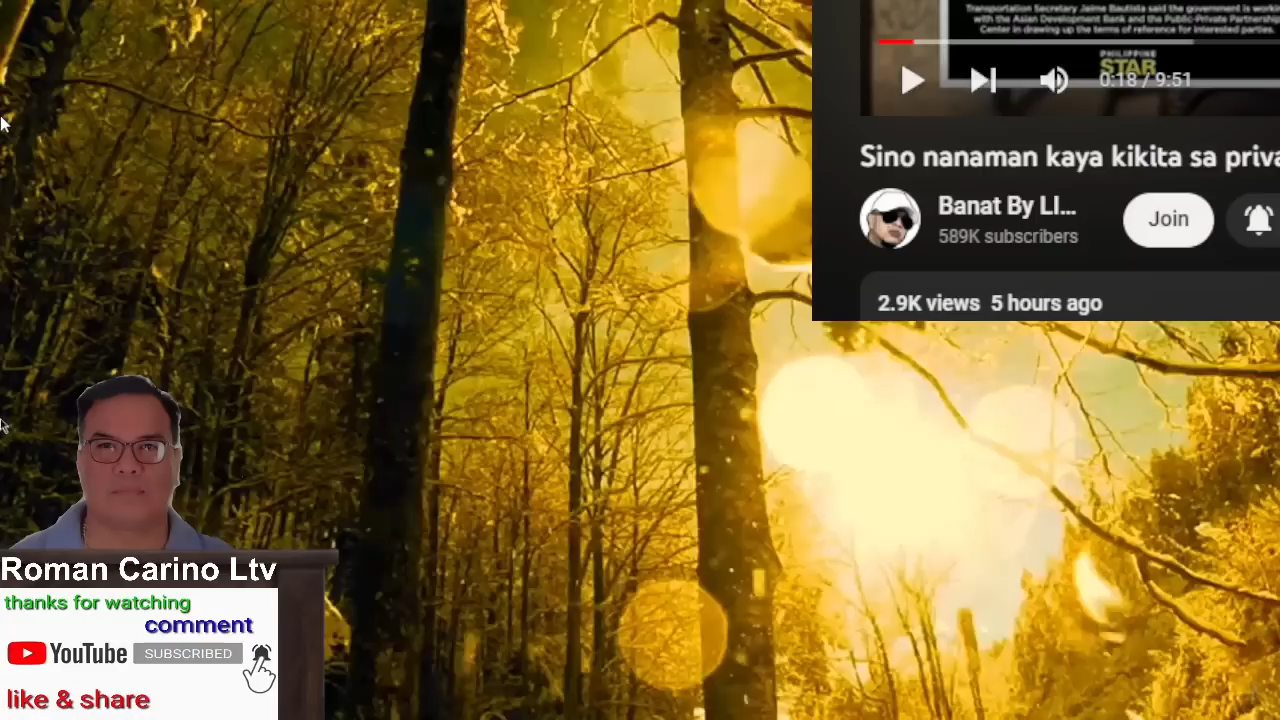 Transportation Secretary Jaime Bautista said the government is workin
with the Asian Development Bank and the Public-Private Partnership
Center in drawing up the terms of reference for interested parties.
PHILIPPINE
STAR
0:18 / 9:51
Sino nanaman kaya kikita sa priva
Banat By LI...
589K subscribers
Join
2.9K views 5 hours ago
Roman Carino Ltv
thanks for watching
comment
YouTube SUBSCRIBED
like & share